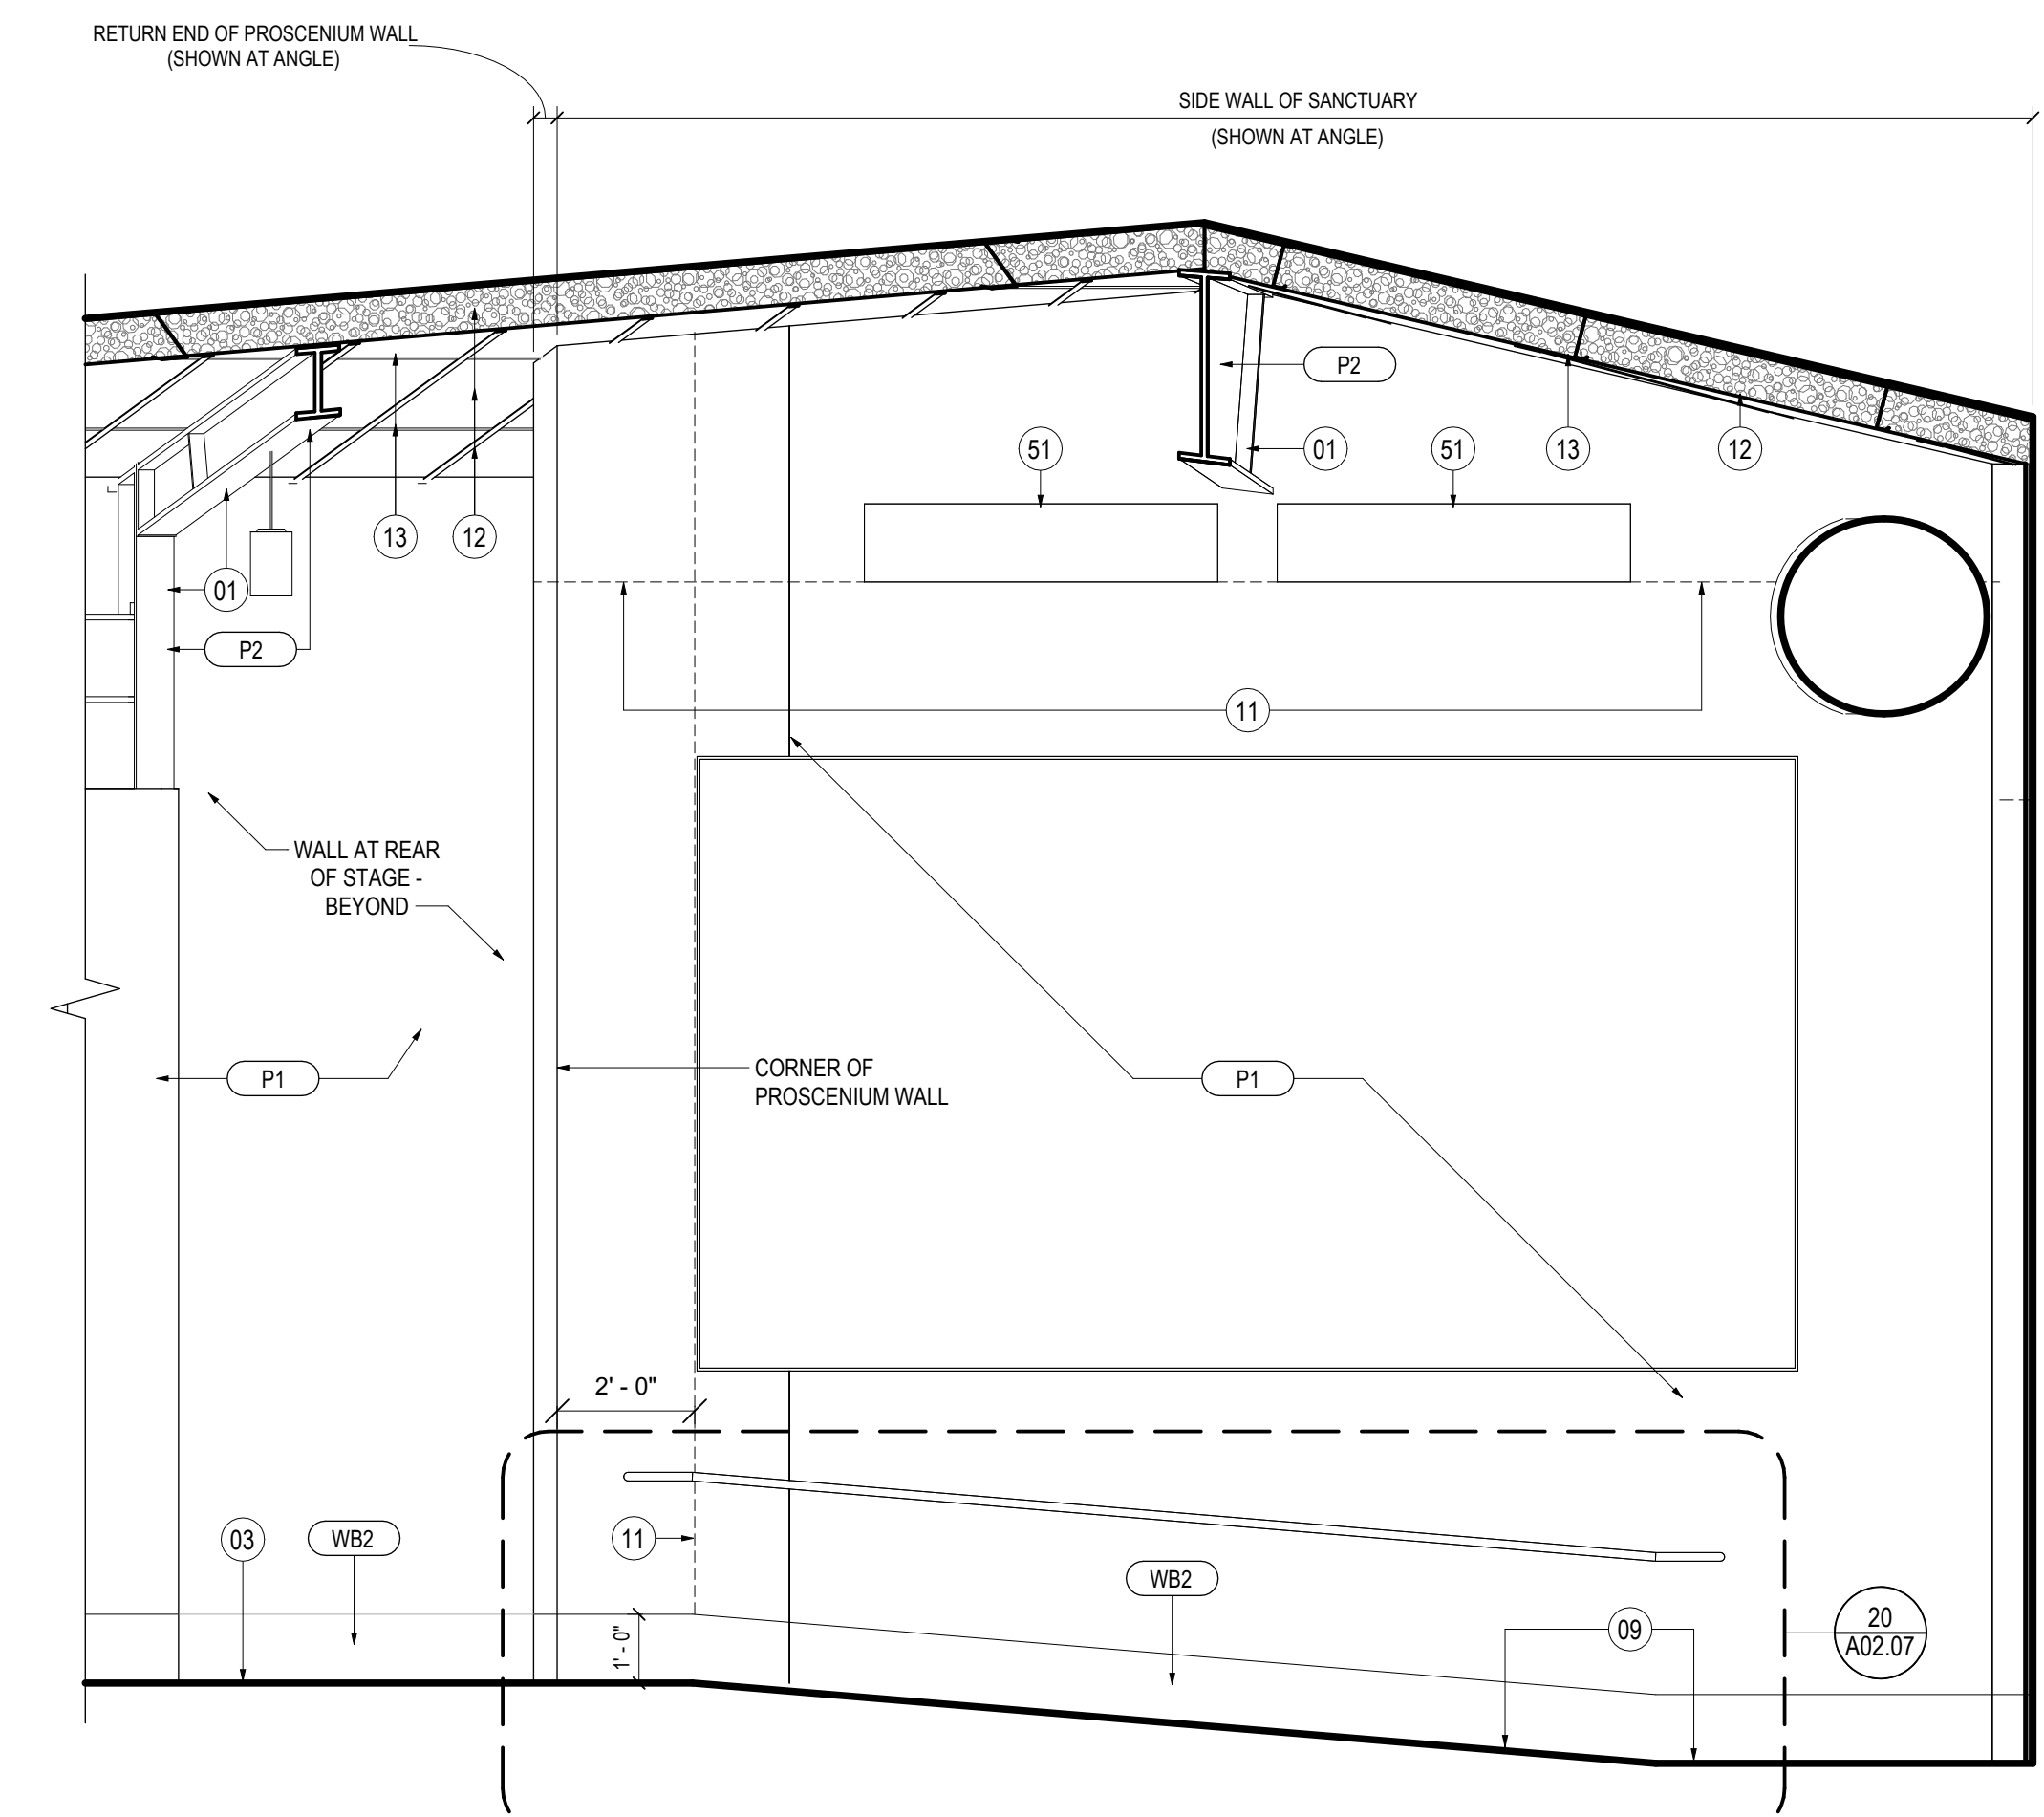 RETURN END OF PROSCENIUM WALL
(SHOWN AT ANGLE)
SIDE WALL OF SANCTUARY
(SHOWN AT ANGLE)
P2
51
01
51
13
12
13
12
01
P2
11
WALL AT REAR
OF STAGE -
BEYOND
P1
CORNER OF
PROSCENIUM WALL
P1
2' - 0"
03
WB2
11
WB2
1' - 0"
09
20
A02.07